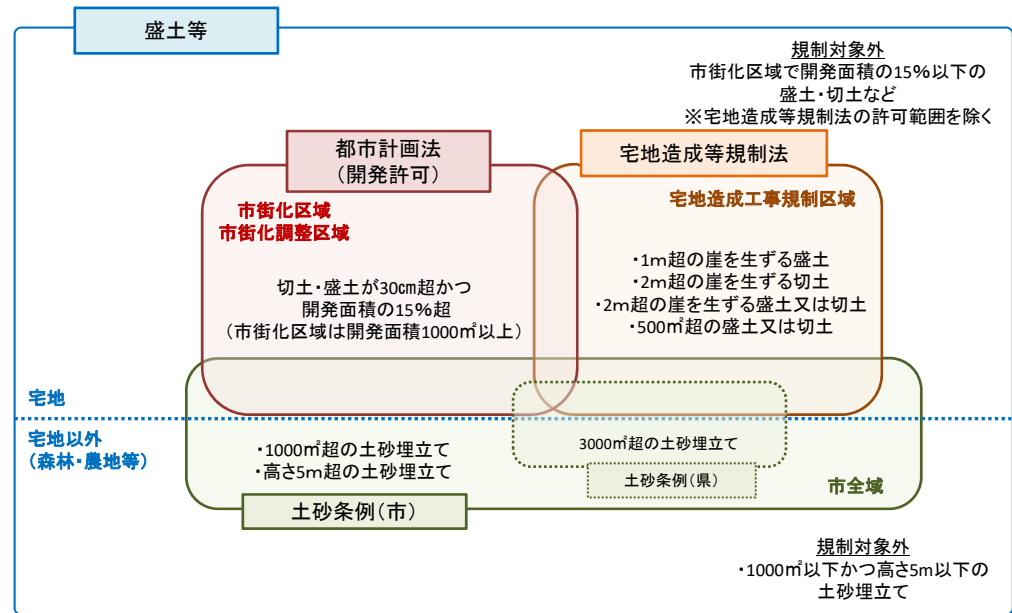 盛土等
規制対象外
市街化区域で開発面積の15%以下の
盛土・切土など
※宅地造成等規制法の許可範囲を除く
都市計画法
（開発許可）
宅地造成等規制法
市街化区域
市街化調整区域
宅地造成工事規制区域
切土・盛土が30㎝超かつ
開発面積の15%超
（市街化区域は開発面積1000㎡以上）
・1m超の崖を生ずる盛土
・2m超の崖を生ずる切土
・2m超の崖を生ずる盛土又は切土
・500㎡超の盛土又は切土
宅地
宅地以外
（森林・農地等）
・1000㎡超の土砂埋立て
・高さ5m超の土砂埋立て
3000㎡超の土砂埋立て
土砂条例（県）
市全域
土砂条例（市）
規制対象外
・1000㎡以下かつ高さ5m以下の
土砂埋立て